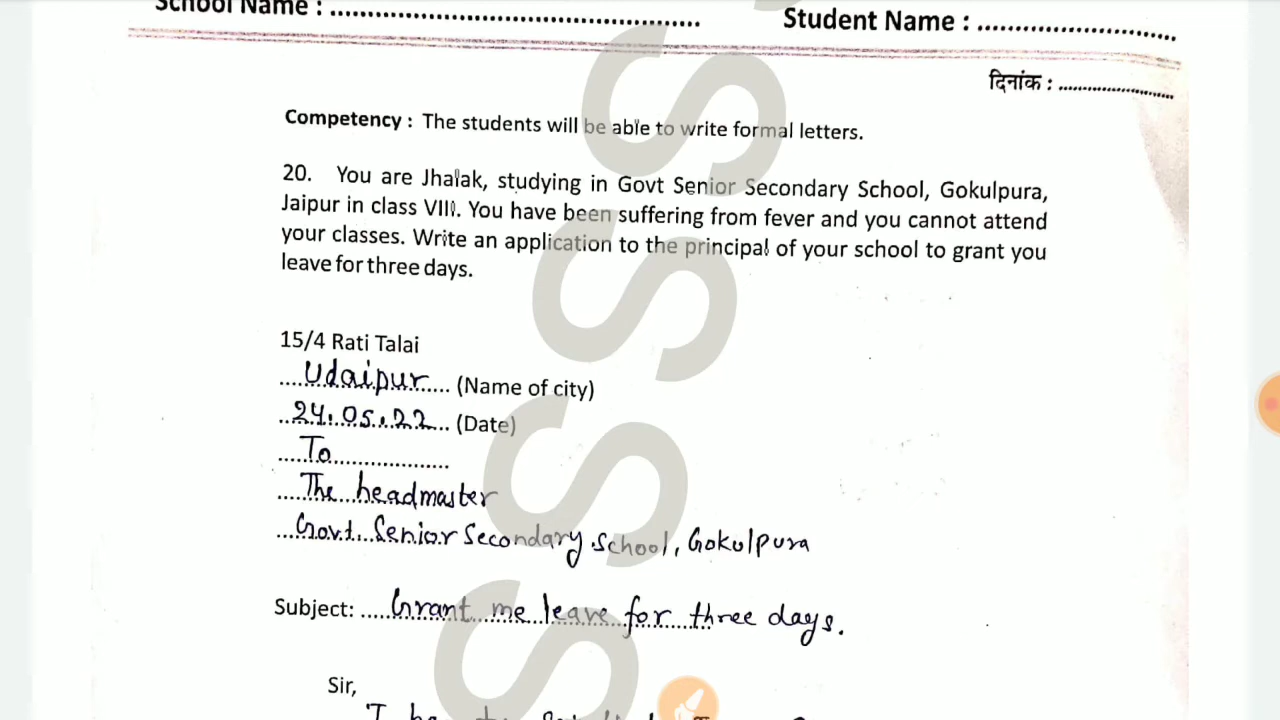 School Name : ........................................................
Student Name : ...........................
दिनांक : ........................
Competency : The students will be able to write formal letters.
20. You are Jhalak, studying in Govt Senior Secondary School, Gokulpura,
Jaipur in class VIII. You have been suffering from fever and you cannot attend
your classes. Write an application to the principal of your school to grant you
leave for three days.
15/4 Rati Talai
Udaipur (Name of city)
24.05.22 (Date)
To
The headmaster
Govt. Senior Secondary School, Gokulpura
Subject: Grant me leave for three days.
Sir,